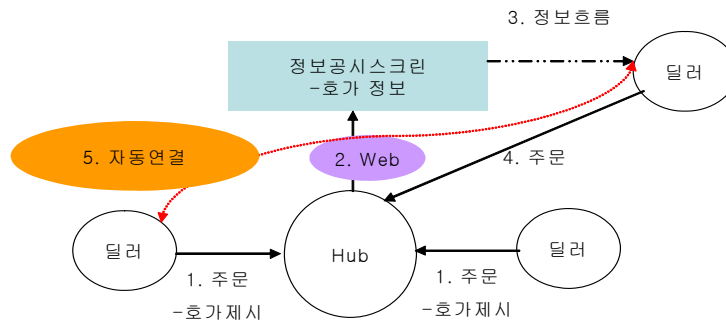 3. 정보흐름
정보공시스크린
-호가 정보
딜러
5. 자동연결
2. Web
4. 주문
딜러
Hub
딜러
1. 주문
-호가제시
1. 주문
-호가제시